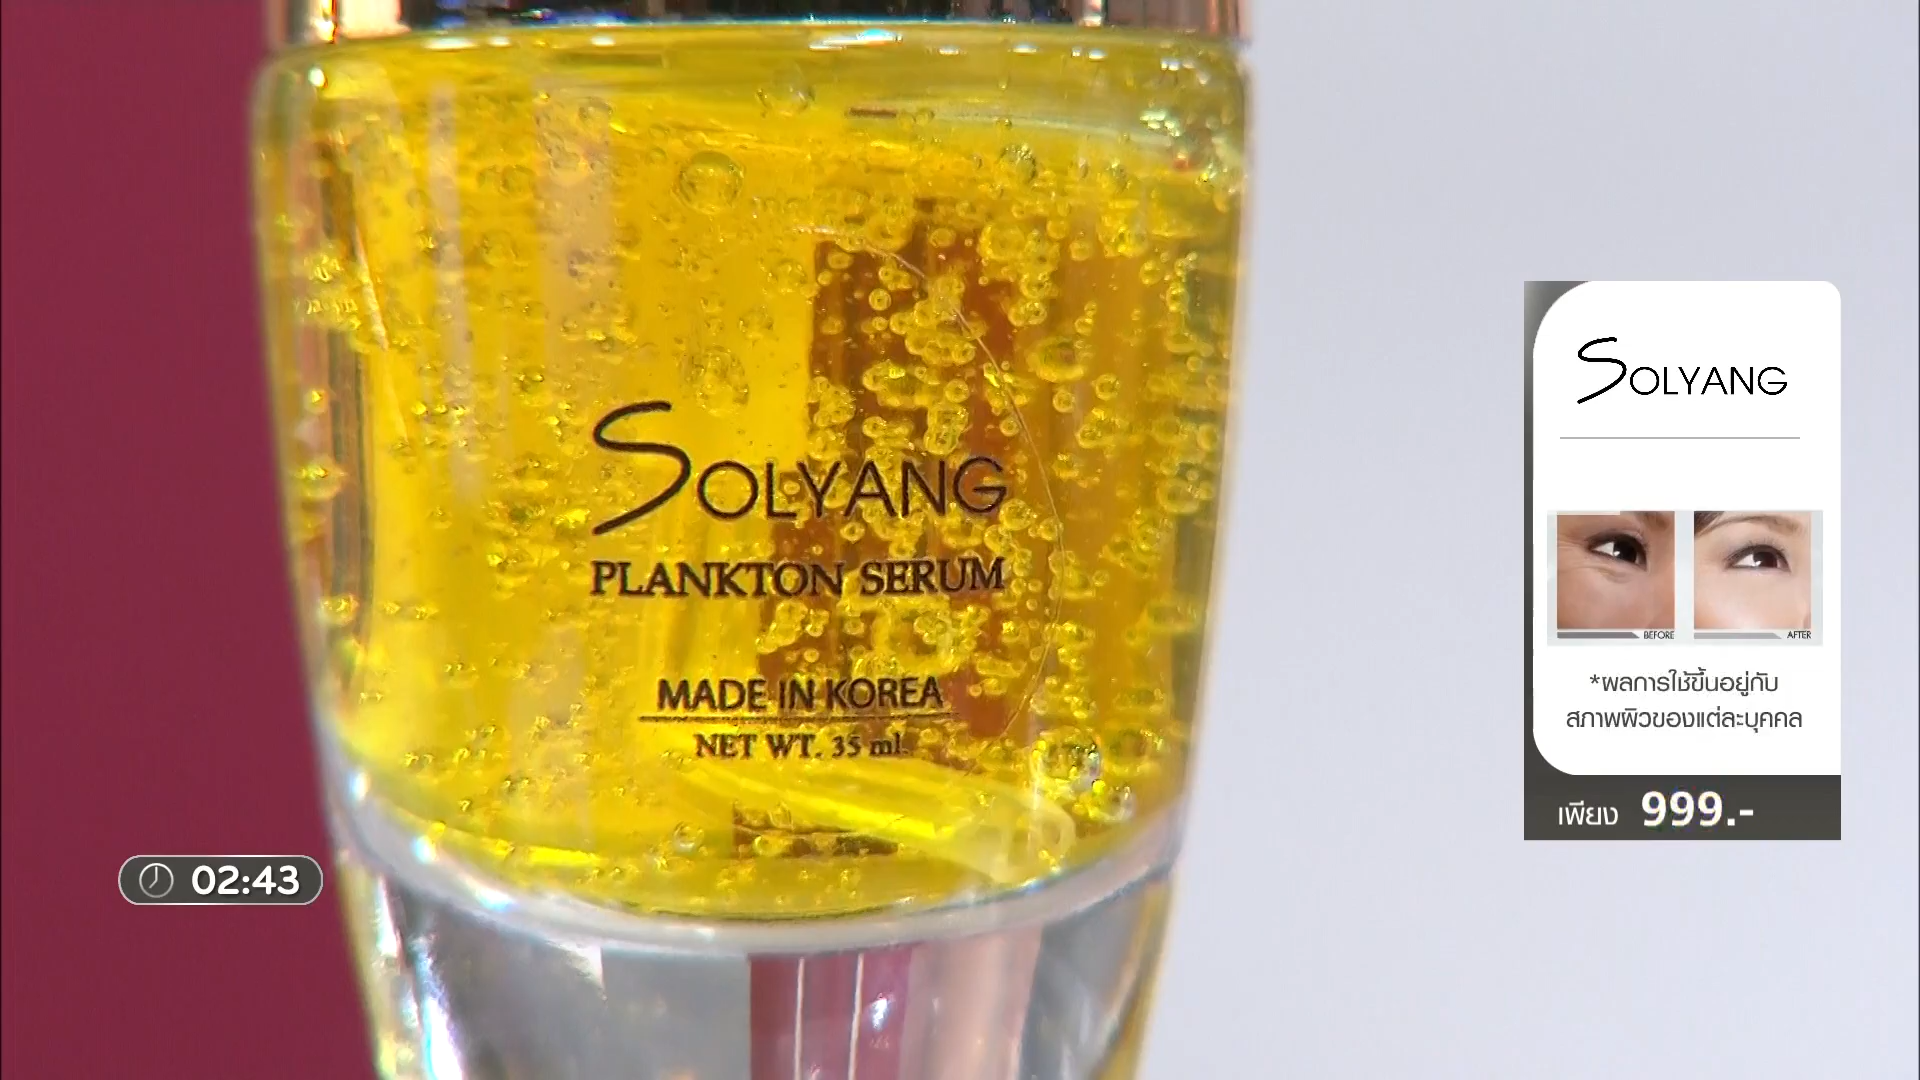 SOLYANG
PLANKTON SERUM
MADE IN KOREA
NET WT. 35 ml.
02:43
SOLYANG
BEFORE
AFTER
*ผลการใช้ขึ้นอยู่กับ
สภาพผิวของแต่ละบุคคล
เพียง 999.-